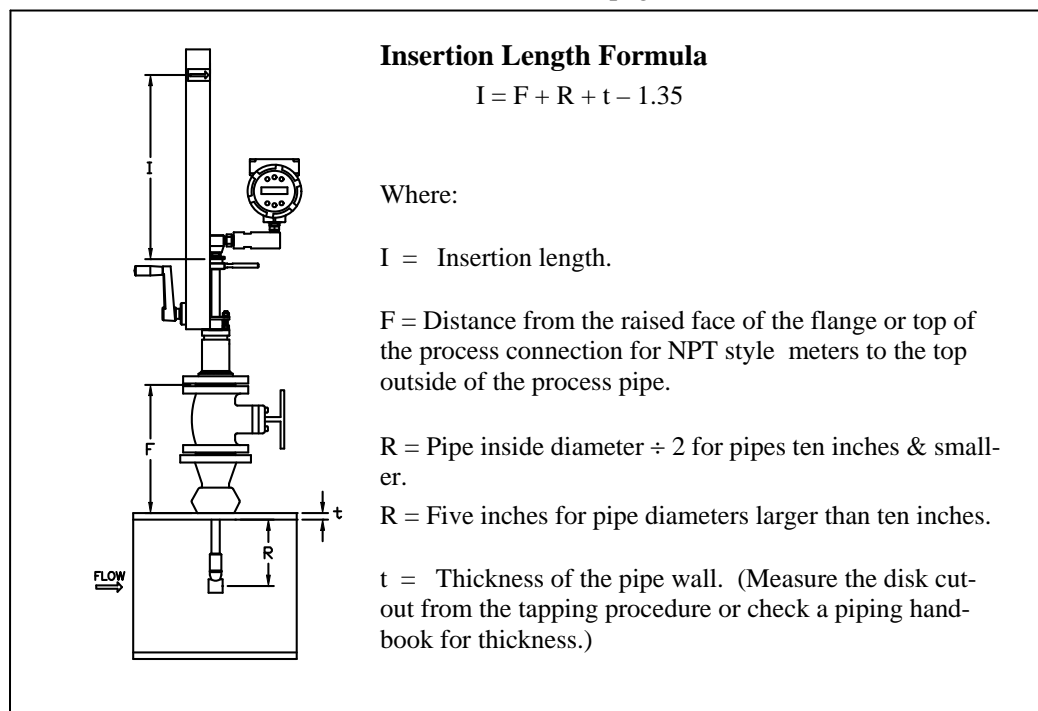 Insertion Length Formula
I = F + R + t – 1.35
Where:
I = Insertion length.
F = Distance from the raised face of the flange or top of
the process connection for NPT style meters to the top
outside of the process pipe.
R = Pipe inside diameter ÷ 2 for pipes ten inches & small-
er.
R = Five inches for pipe diameters larger than ten inches.
t = Thickness of the pipe wall. (Measure the disk cut-
out from the tapping procedure or check a piping hand-
book for thickness.)
I
F
t
R
FLOW